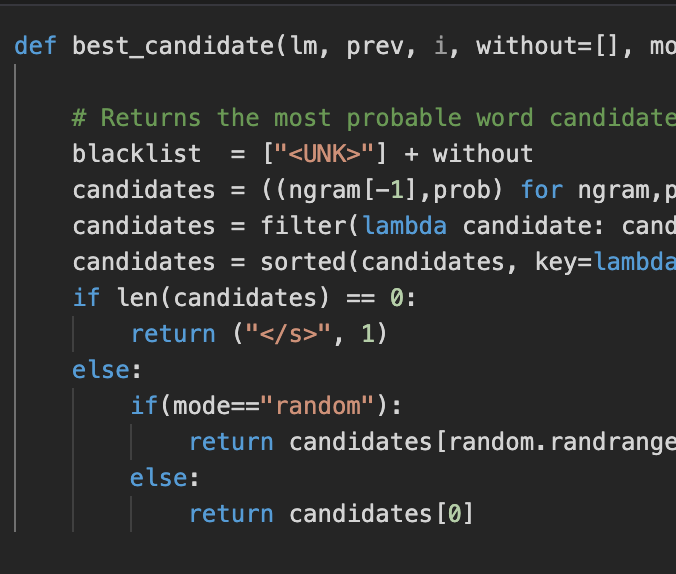 def best_candidate(lm, prev, i, without=[], mo
# Returns the most probable word candidate
blacklist  = ["<UNK>"] + without
candidates = ((ngram[-1],prob) for ngram,p
candidates = filter(lambda candidate: cand
candidates = sorted(candidates, key=lambda
if len(candidates) == 0:
return ("</s>", 1)
else:
if(mode=="random"):
return candidates[random.randrange
else:
return candidates[0]